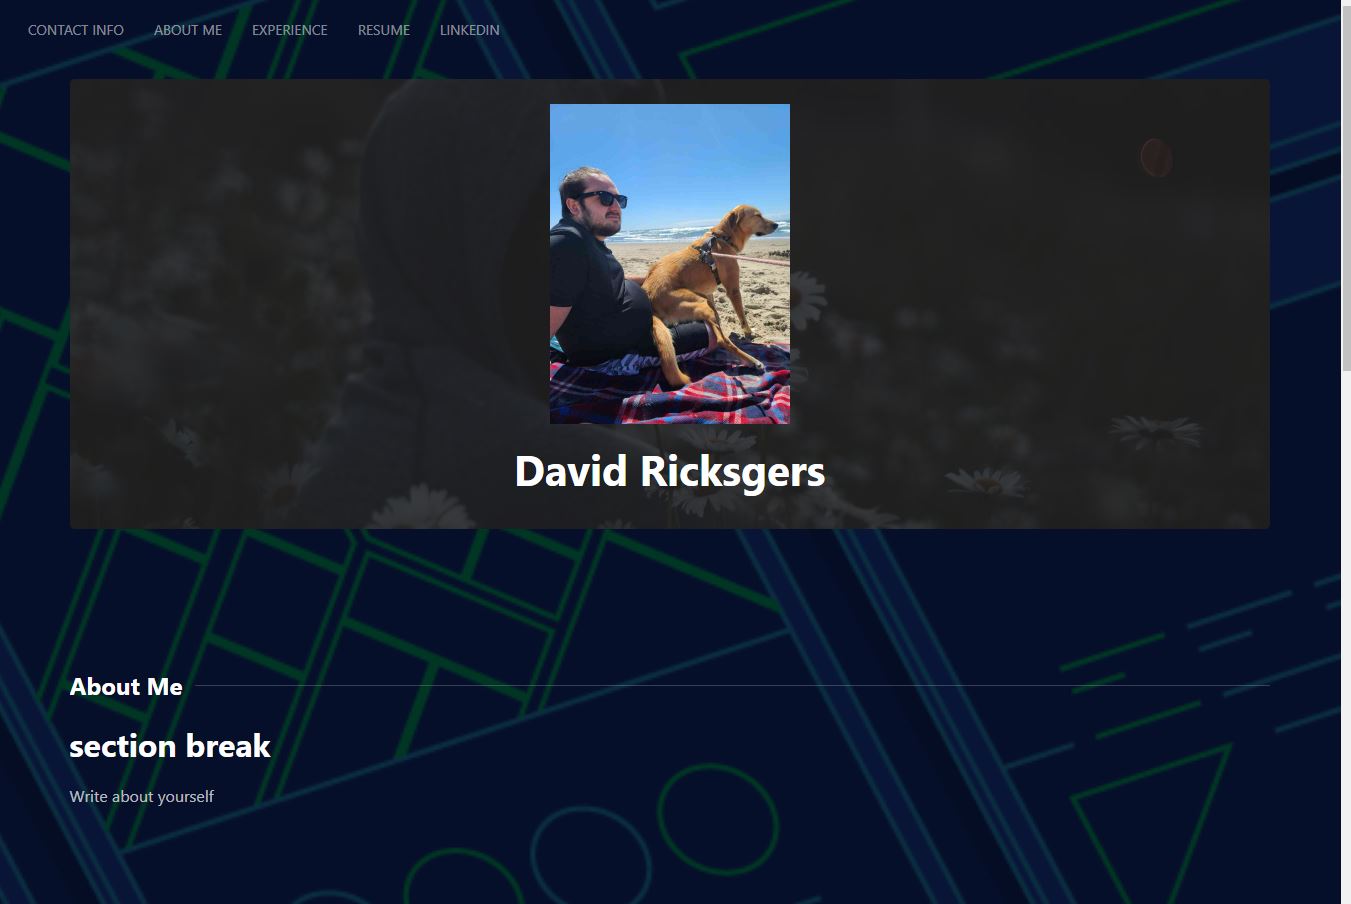 CONTACT INFO ABOUT ME EXPERIENCE RESUME LINKEDIN
David Ricksgers
About Me
section break
Write about yourself